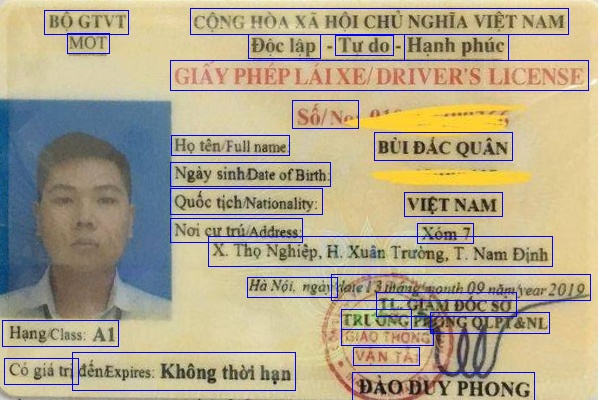 BỘ GTVT
MOT
CỘNG HÒA XÃ HỘI CHỦ NGHĨA VIỆT NAM
Độc lập - Tự do - Hạnh phúc
GIẤY PHÉP LÁI XE/ DRIVER'S LICENSE
Số/ No:
Họ tên/Full name: BÙI ĐẮC QUÂN
Ngày sinh/Date of Birth:
Quốc tịch/Nationality: VIỆT NAM
Nơi cư trú/Address: Xóm 7
X. Thọ Nghiệp, H. Xuân Trường, T. Nam Định
Hà Nội, ngày/date 13 tháng/month 09 năm/year 2019
TL. GIÁM ĐỐC SỞ
TRƯỞNG PHÒNG QLPT&NL
GIAO THÔNG
VẬN TẢI
Hạng/Class: A1
Có giá trị đến/Expires: Không thời hạn
ĐÀO DUY PHONG